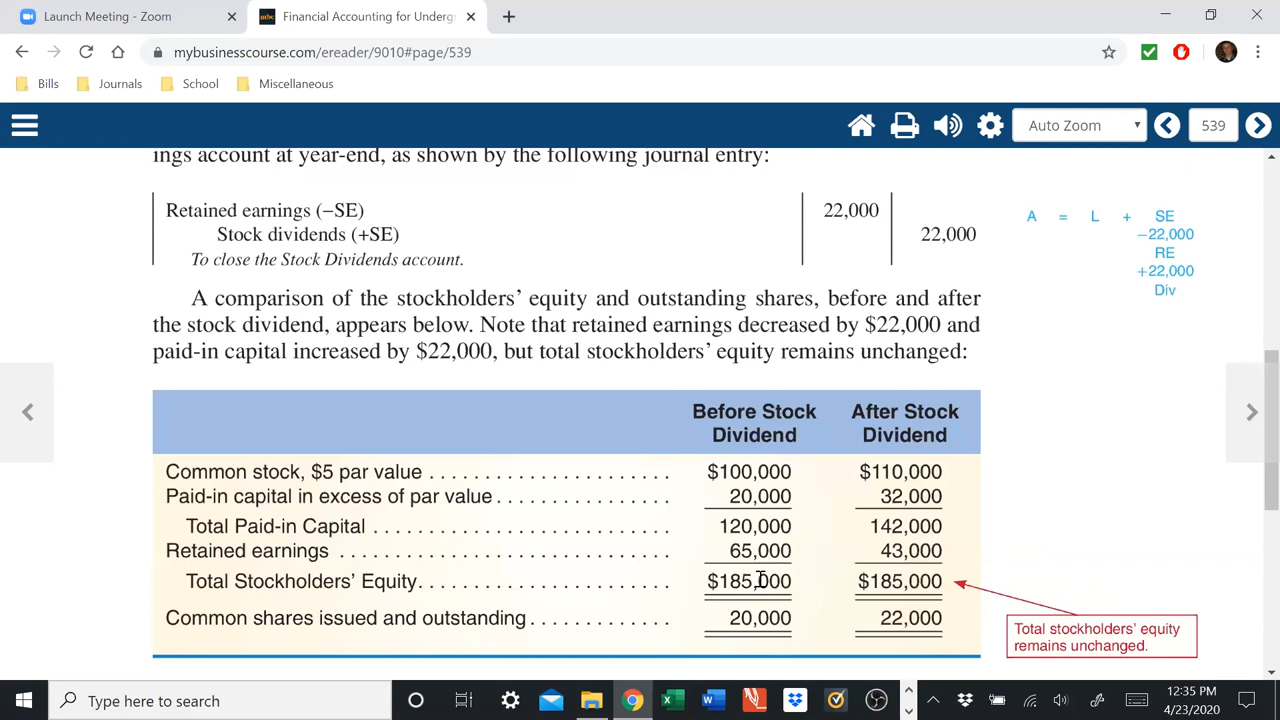 Launch Meeting - Zoom
Financial Accounting for Underg
mybusinesscourse.com/ereader/9010#page/539
Bills Journals School Miscellaneous
Auto Zoom 539
ings account at year-end, as shown by the following journal entry:
Retained earnings (−SE) 22,000
Stock dividends (+SE) 22,000
To close the Stock Dividends account.
A = L + SE
−22,000
RE
+22,000
Div
A comparison of the stockholders’ equity and outstanding shares, before and after
the stock dividend, appears below. Note that retained earnings decreased by $22,000 and
paid-in capital increased by $22,000, but total stockholders’ equity remains unchanged:
Before Stock After Stock
Dividend Dividend
Common stock, $5 par value . . . . . . . . . . . . . . . . . . . . . . . . . . $100,000 $110,000
Paid-in capital in excess of par value . . . . . . . . . . . . . . . . . . . 20,000 32,000
Total Paid-in Capital . . . . . . . . . . . . . . . . . . . . . . . . . . . . . . . . 120,000 142,000
Retained earnings . . . . . . . . . . . . . . . . . . . . . . . . . . . . . . . . . . . 65,000 43,000
Total Stockholders’ Equity . . . . . . . . . . . . . . . . . . . . . . . . . . . $185,000 $185,000
Common shares issued and outstanding . . . . . . . . . . . . . 20,000 22,000
Total stockholders’ equity
remains unchanged.
Type here to search
12:35 PM
4/23/2020